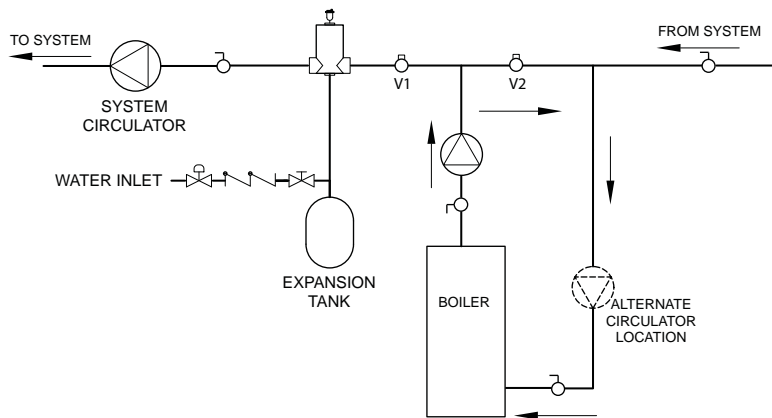 TO SYSTEM
FROM SYSTEM
V1
V2
SYSTEM
CIRCULATOR
WATER INLET
EXPANSION
TANK
BOILER
ALTERNATE
CIRCULATOR
LOCATION